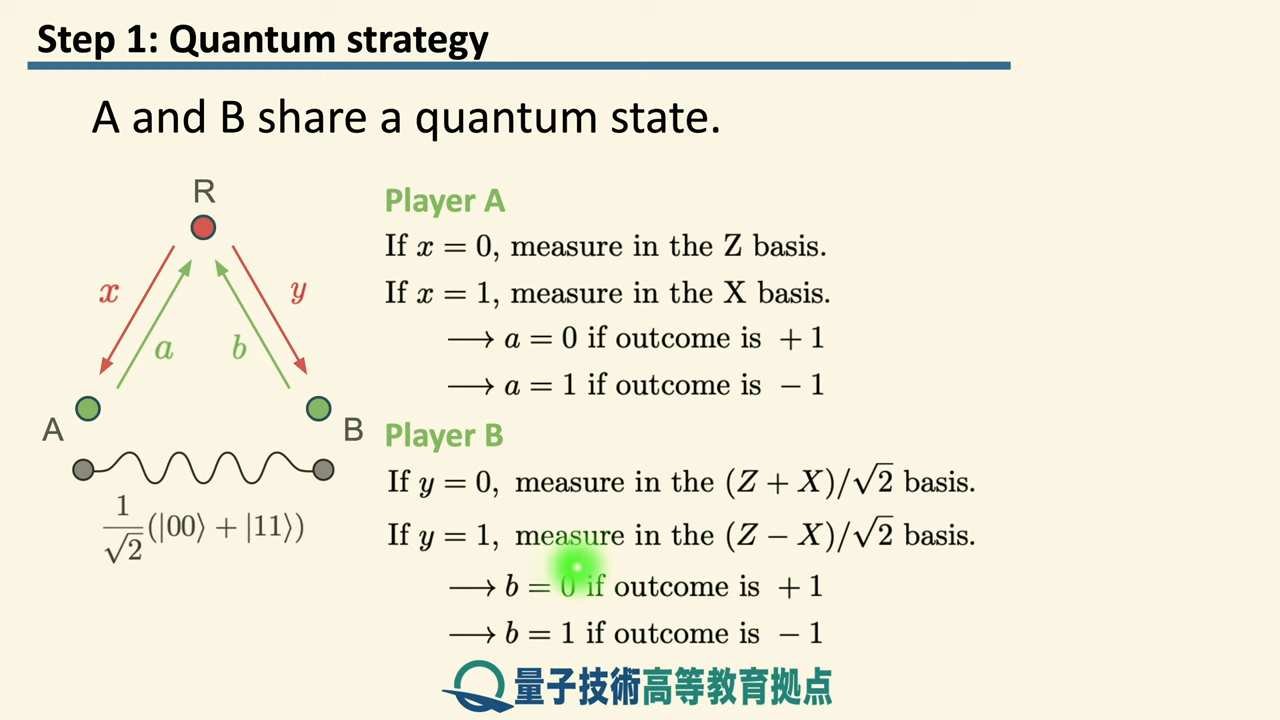 Step 1: Quantum strategy
A and B share a quantum state.
R
x
y
a
b
A
B
1/√2 (|00⟩ + |11⟩)
Player A
If x = 0, measure in the Z basis.
If x = 1, measure in the X basis.
⟶ a = 0 if outcome is + 1
⟶ a = 1 if outcome is − 1
Player B
If y = 0, measure in the (Z + X)/√2 basis.
If y = 1, measure in the (Z − X)/√2 basis.
⟶ b = 0 if outcome is + 1
⟶ b = 1 if outcome is − 1
量子技術高等教育拠点